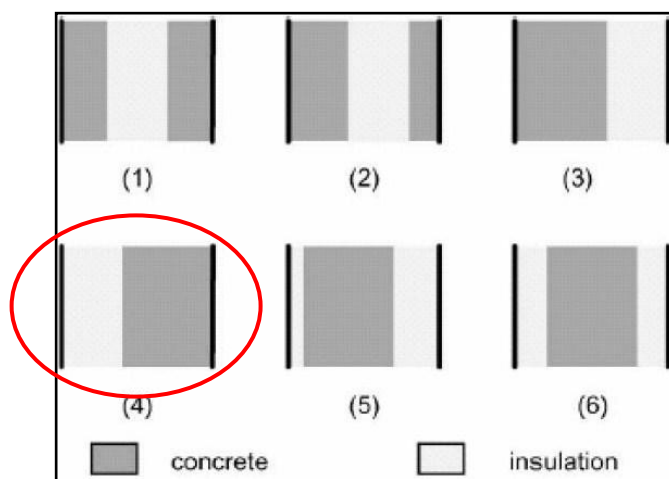 (1) (2) (3)
(4) (5) (6)
concrete insulation